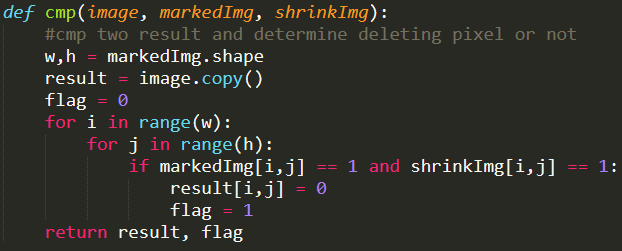 def cmp(image, markedImg, shrinkImg):
    #cmp two result and determine deleting pixel or not
    w,h = markedImg.shape
    result = image.copy()
    flag = 0
    for i in range(w):
        for j in range(h):
            if markedImg[i,j] == 1 and shrinkImg[i,j] == 1:
                result[i,j] = 0
                flag = 1
    return result, flag